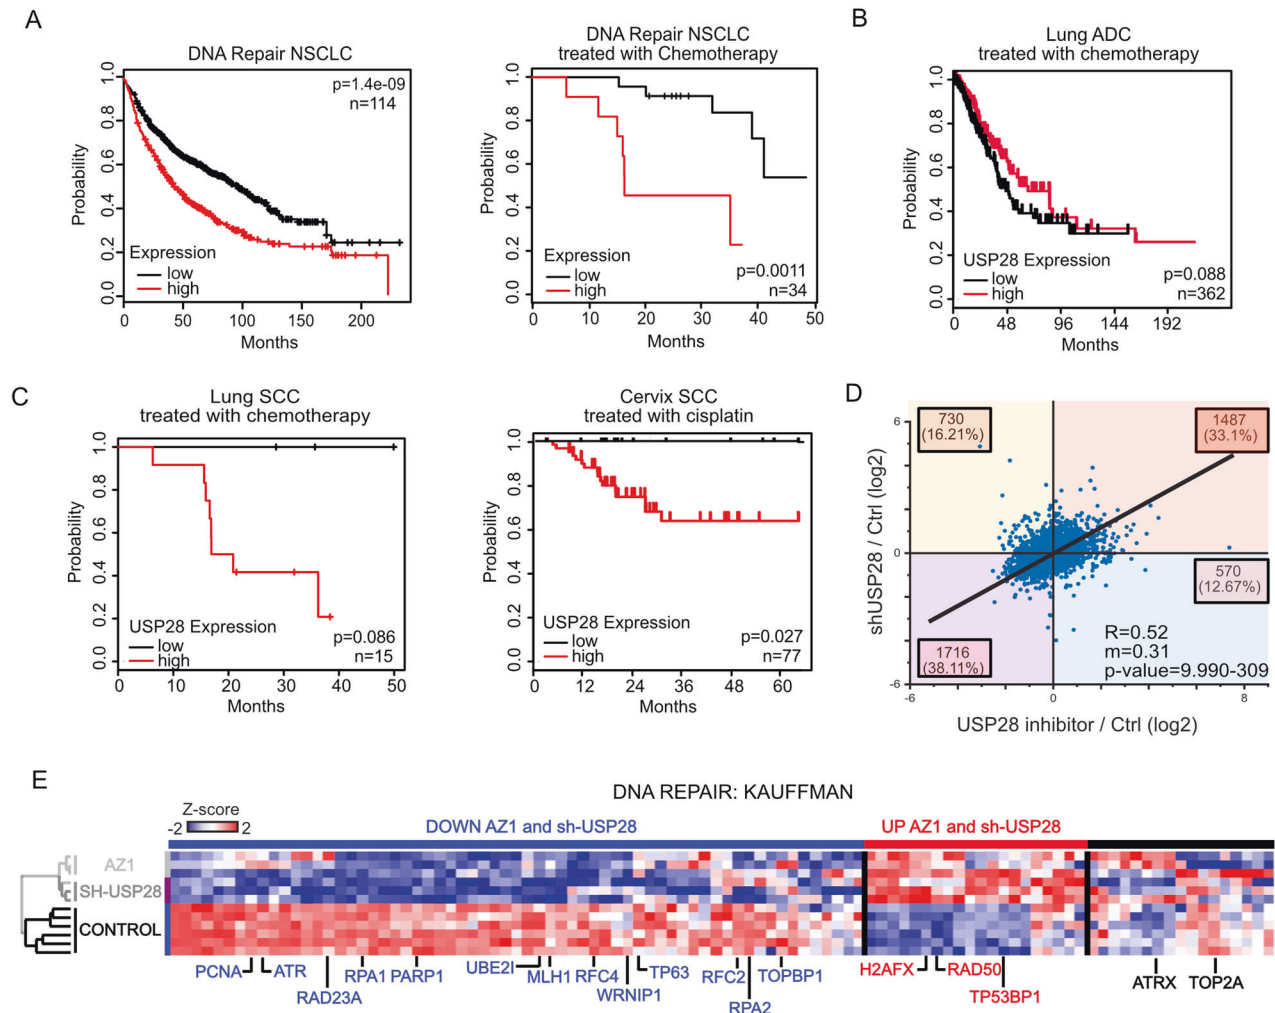 A
DNA Repair NSCLC
p=1.4e-09
n=114
Probability
0.0 0.2 0.4 0.6 0.8 1.0
Expression
low
high
0 50 100 150 200
Months
DNA Repair NSCLC
treated with Chemotherapy
Probability
0.0 0.2 0.4 0.6 0.8 1.0
Expression
low
high
p=0.0011
n=34
0 10 20 30 40 50
Months
B
Lung ADC
treated with chemotherapy
Probability
0.0 0.2 0.4 0.6 0.8 1.0
USP28 Expression
low
high
p=0.088
n=362
0 48 96 144 192
Months
C
Lung SCC
treated with chemotherapy
Probability
0.0 0.2 0.4 0.6 0.8 1.0
USP28 Expression
low
high
p=0.086
n=15
0 10 20 30 40 50
Months
Cervix SCC
treated with cisplatin
Probability
0.0 0.2 0.4 0.6 0.8 1.0
USP28 Expression
low
high
p=0.027
n=77
0 12 24 36 48 60
Months
D
730
(16.21%)
1487
(33.1%)
570
(12.67%)
1716
(38.11%)
R=0.52
m=0.31
p-value=9.990-309
shUSP28 / Ctrl (log2)
6
0
-6
-6 0 8
USP28 inhibitor / Ctrl (log2)
E
DNA REPAIR: KAUFFMAN
Z-score
-2 2
DOWN AZ1 and sh-USP28
UP AZ1 and sh-USP28
AZ1
SH-USP28
CONTROL
PCNA ATR RAD23A RPA1 PARP1 UBE2I MLH1 RFC4 WRNIP1 TP63 RFC2 RPA2 TOPBP1 H2AFX RAD50 TP53BP1 ATRX TOP2A